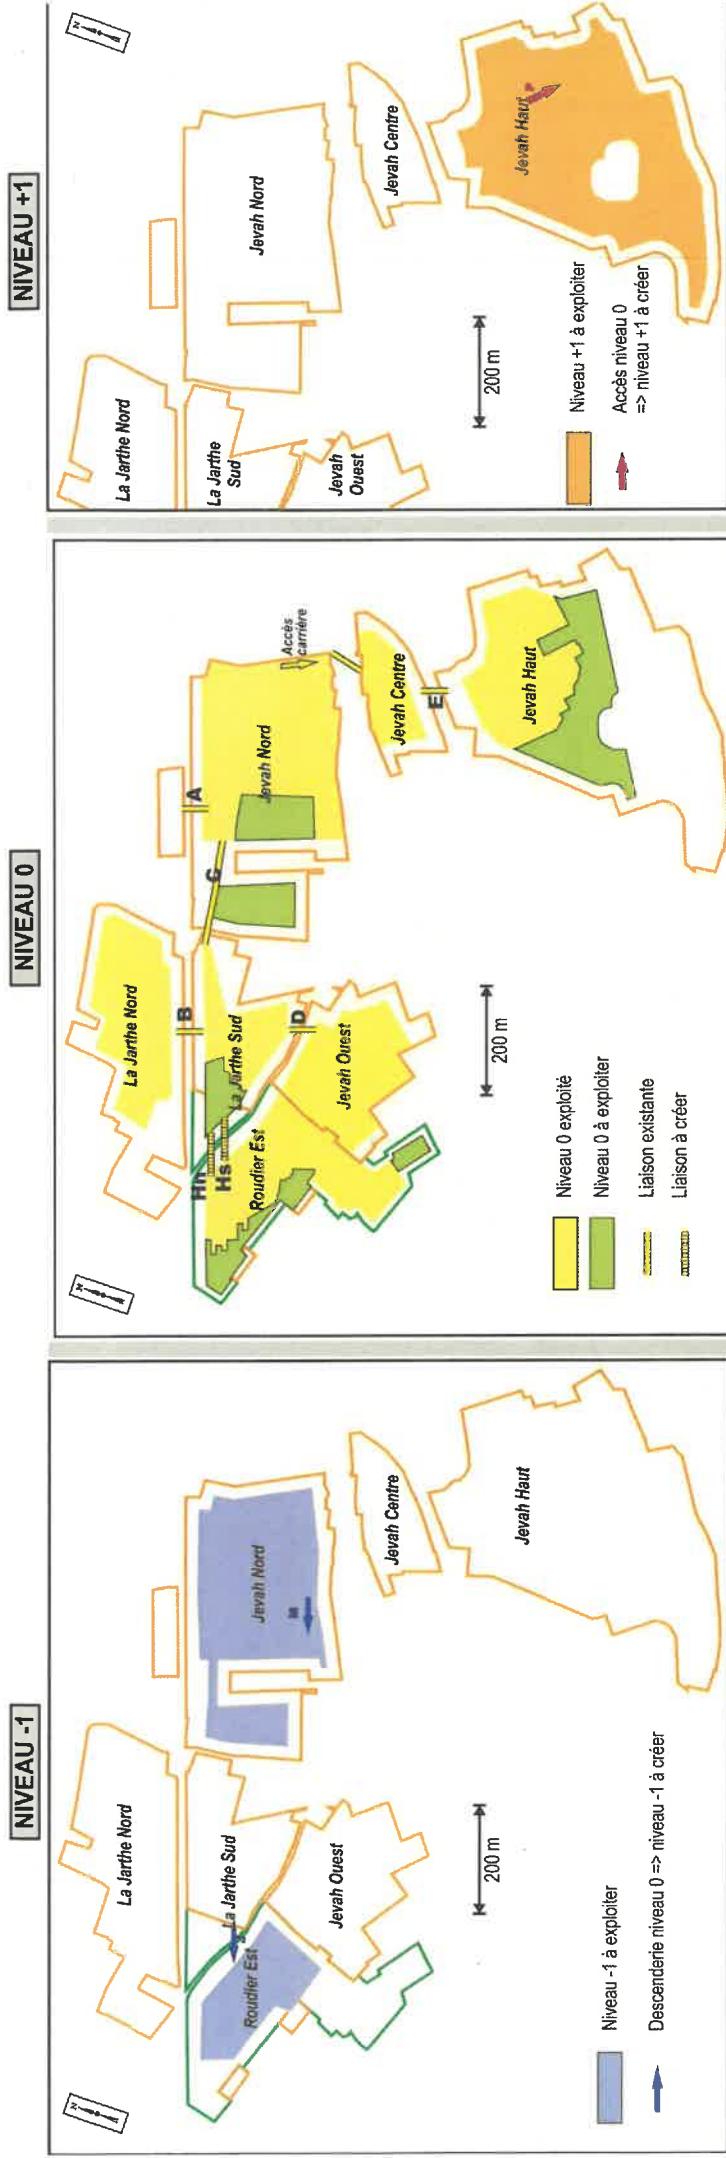 NIVEAU -1
N
La Jarthe Nord
La Jarthe Sud
Roudier Est
Jevah Ouest
Jevah Nord
Jevah Centre
Jevah Haut
200 m
Niveau -1 à exploiter
Descenderie niveau 0 => niveau -1 à créer
NIVEAU 0
N
La Jarthe Nord
B
A
Hn
Hs
La Jarthe Sud
C
Roudier Est
D
Jevah Ouest
Jevah Nord
Accès
carrière
Jevah Centre
E
Jevah Haut
200 m
Niveau 0 exploité
Niveau 0 à exploiter
Liaison existante
Liaison à créer
NIVEAU +1
N
La Jarthe Nord
La Jarthe
Sud
Jevah
Ouest
Jevah Nord
Jevah Centre
Jevah Haut
200 m
Niveau +1 à exploiter
Accès niveau 0
=> niveau +1 à créer